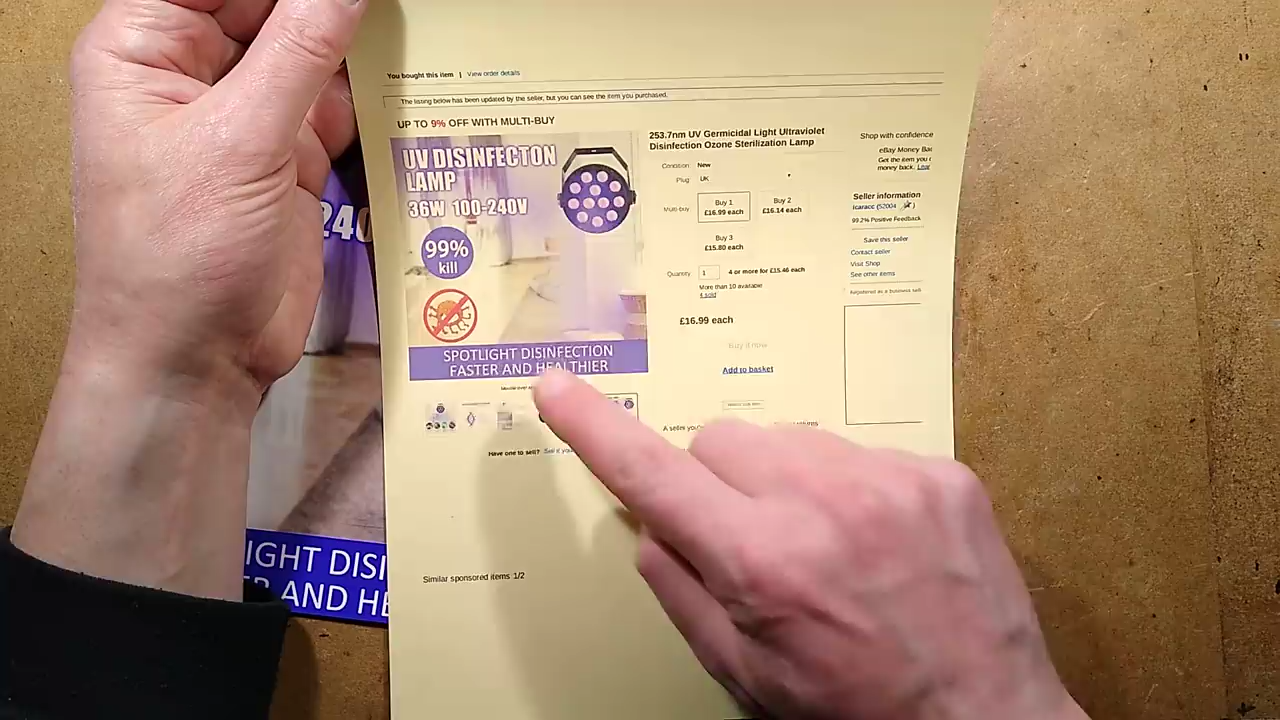 You bought this item | View order details
The listing below has been updated by the seller, but you can see the item you purchased.
UP TO 9% OFF WITH MULTI-BUY
UV DISINFECTON
LAMP
36W 100-240V
99%
kill
SPOTLIGHT DISINFECTION
FASTER AND HEALTHIER
Have one to sell? Sell it
Similar sponsored items 1/2
253.7nm UV Germicidal Light Ultraviolet
Disinfection Ozone Sterilization Lamp
Condition: New
Plug: UK
Multi-buy:
Buy 1
£16.99 each
Buy 2
£16.14 each
Buy 3
£15.80 each
Quantity: 1
4 or more for £15.46 each
More than 10 available
4 sold
£16.99 each
Buy it now
Add to basket
A seller you
Shop with confidence
eBay Money
Get the item you
money back.
Seller information
99.2% Positive Feedback
Save this seller
Contact seller
Visit Shop
See other items
Registered as a business
240
IGHT DISI
AND HE